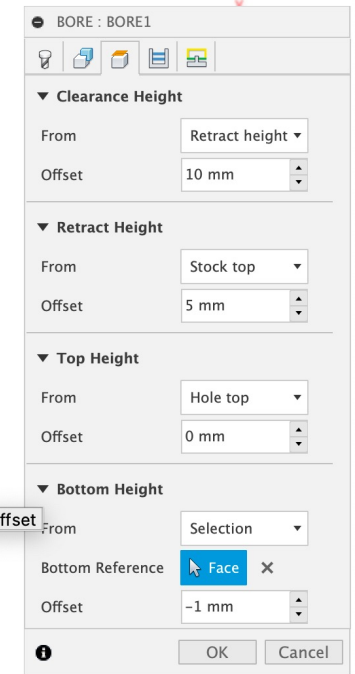 BORE : BORE1
Clearance Height
From Retract height
Offset 10 mm
Retract Height
From Stock top
Offset 5 mm
Top Height
From Hole top
Offset 0 mm
Bottom Height
ffset
From Selection
Bottom Reference Face
Offset −1 mm
OK Cancel